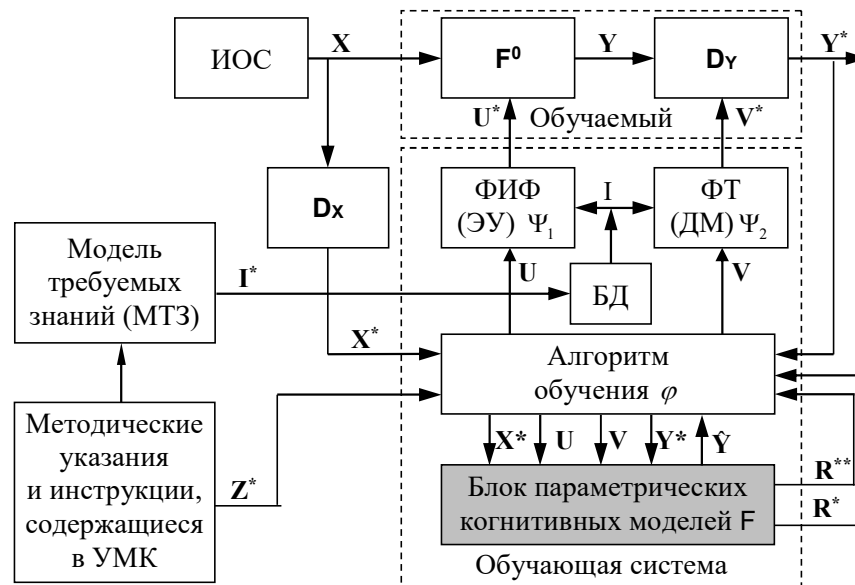 ИОС
X
F⁰
Y
D_Y
Y*
U*
Обучаемый
V*
D_X
ФИФ
(ЭУ) Ψ₁
I
ФТ
(ДМ) Ψ₂
Модель
требуемых
знаний (МТЗ)
I*
U
БД
V
X*
Алгоритм
обучения φ
Методические
указания
и инструкции,
содержащиеся
в УМК
Z*
X* U V Y* Ŷ
Блок параметрических
когнитивных моделей F
R**
R*
Обучающая система